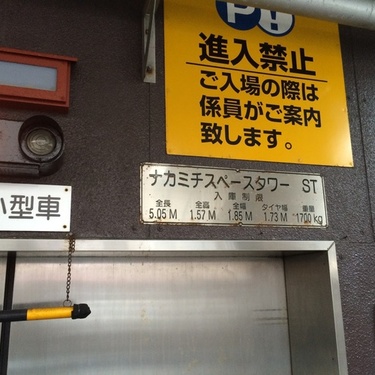 P!
進入禁止
ご入場の際は
係員がご案内
致します。
ナカミチスペースタワー ST
入庫制限
全長 全高 全幅 タイヤ幅 重量
5.05 M 1.57 M 1.85 M 1.73 M 1700 kg
小型車